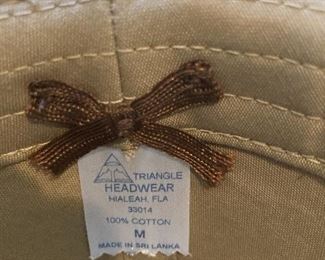 TRIANGLE
HEADWEAR
HIALEAH, FLA
33014
100% COTTON
M
MADE IN SRI LANKA